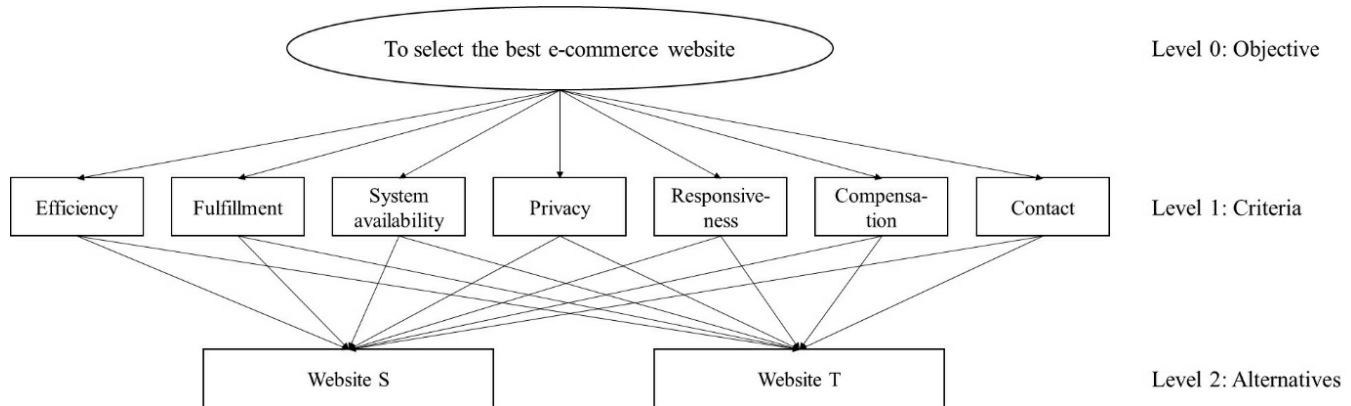 To select the best e-commerce website
Level 0: Objective
Efficiency
Fulfillment
System
availability
Privacy
Responsive-
ness
Compensa-
tion
Contact
Level 1: Criteria
Website S
Website T
Level 2: Alternatives